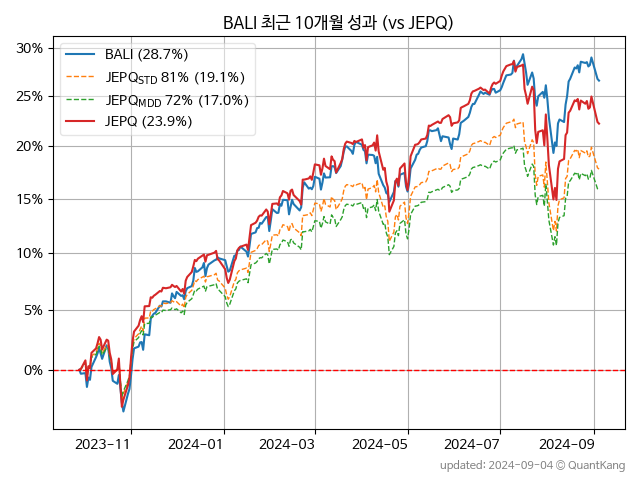 BALI 최근 10개월 성과 (vs JEPQ)
BALI (28.7%)
JEPQSTD 81% (19.1%)
JEPQMDD 72% (17.0%)
JEPQ (23.9%)
30%
25%
20%
15%
10%
5%
0%
2023-11 2024-01 2024-03 2024-05 2024-07 2024-09
updated: 2024-09-04 @ QuantKang